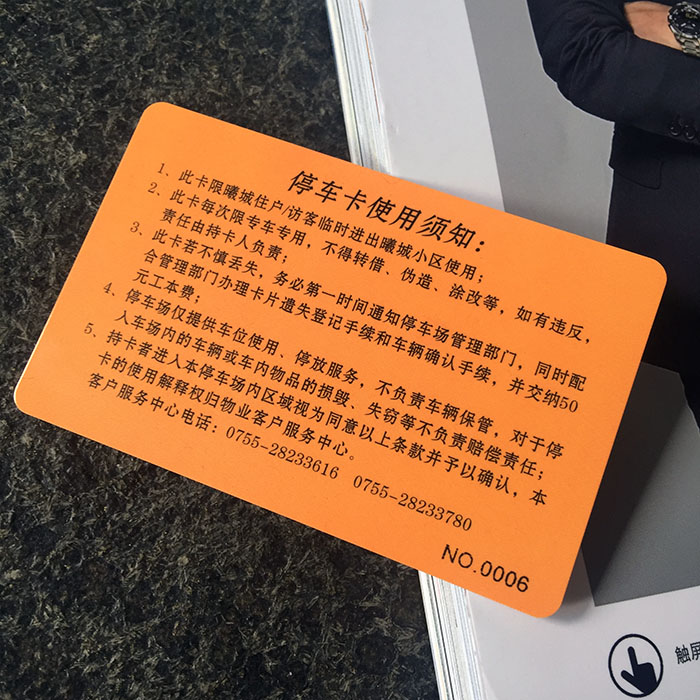 停车卡使用须知：
1、此卡限曦城住户/访客临时进出曦城小区使用；
2、此卡每次限专车专用，不得转借、伪造、涂改等，如有违反，
责任由持卡人负责；
3、此卡若不慎丢失，务必第一时间通知停车场管理部门，同时配
合管理部门办理卡片遗失登记手续和车辆确认手续，并交纳50
元工本费；
4、停车场仅提供车位使用、停放服务，不负责车辆保管，对于停
入车场内的车辆或车内物品的损毁、失窃等不负责赔偿责任；
5、持卡者进入本停车场内区域视为同意以上条款并予以确认，本
卡的使用解释权归物业客户服务中心。
客户服务中心电话：0755-28233616 0755-28233780
NO.0006
触屏